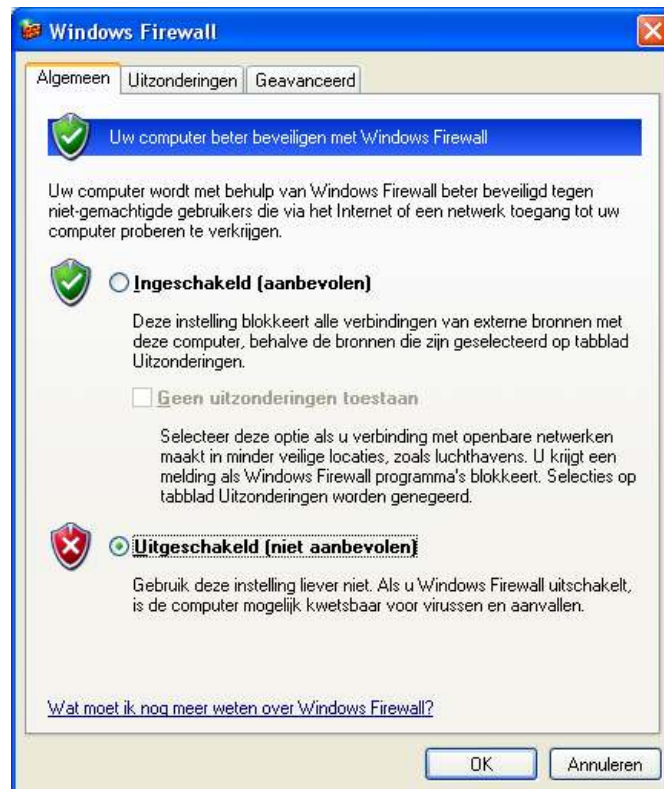 Windows Firewall
Algemeen Uitzonderingen Geavanceerd
Uw computer beter beveiligen met Windows Firewall
Uw computer wordt met behulp van Windows Firewall beter beveiligd tegen
niet-gemachtigde gebruikers die via het Internet of een netwerk toegang tot uw
computer proberen te verkrijgen.
Ingeschakeld (aanbevolen)
Deze instelling blokkeert alle verbindingen van externe bronnen met
deze computer, behalve de bronnen die zijn geselecteerd op tabblad
Uitzonderingen.
Geen uitzonderingen toestaan
Selecteer deze optie als u verbinding met openbare netwerken
maakt in minder veilige locaties, zoals luchthavens. U krijgt een
melding als Windows Firewall programma's blokkeert. Selecties op
tabblad Uitzonderingen worden genegeerd.
Uitgeschakeld (niet aanbevolen)
Gebruik deze instelling liever niet. Als u Windows Firewall uitschakelt,
is de computer mogelijk kwetsbaar voor virussen en aanvallen.
Wat moet ik nog meer weten over Windows Firewall?
OK Annuleren